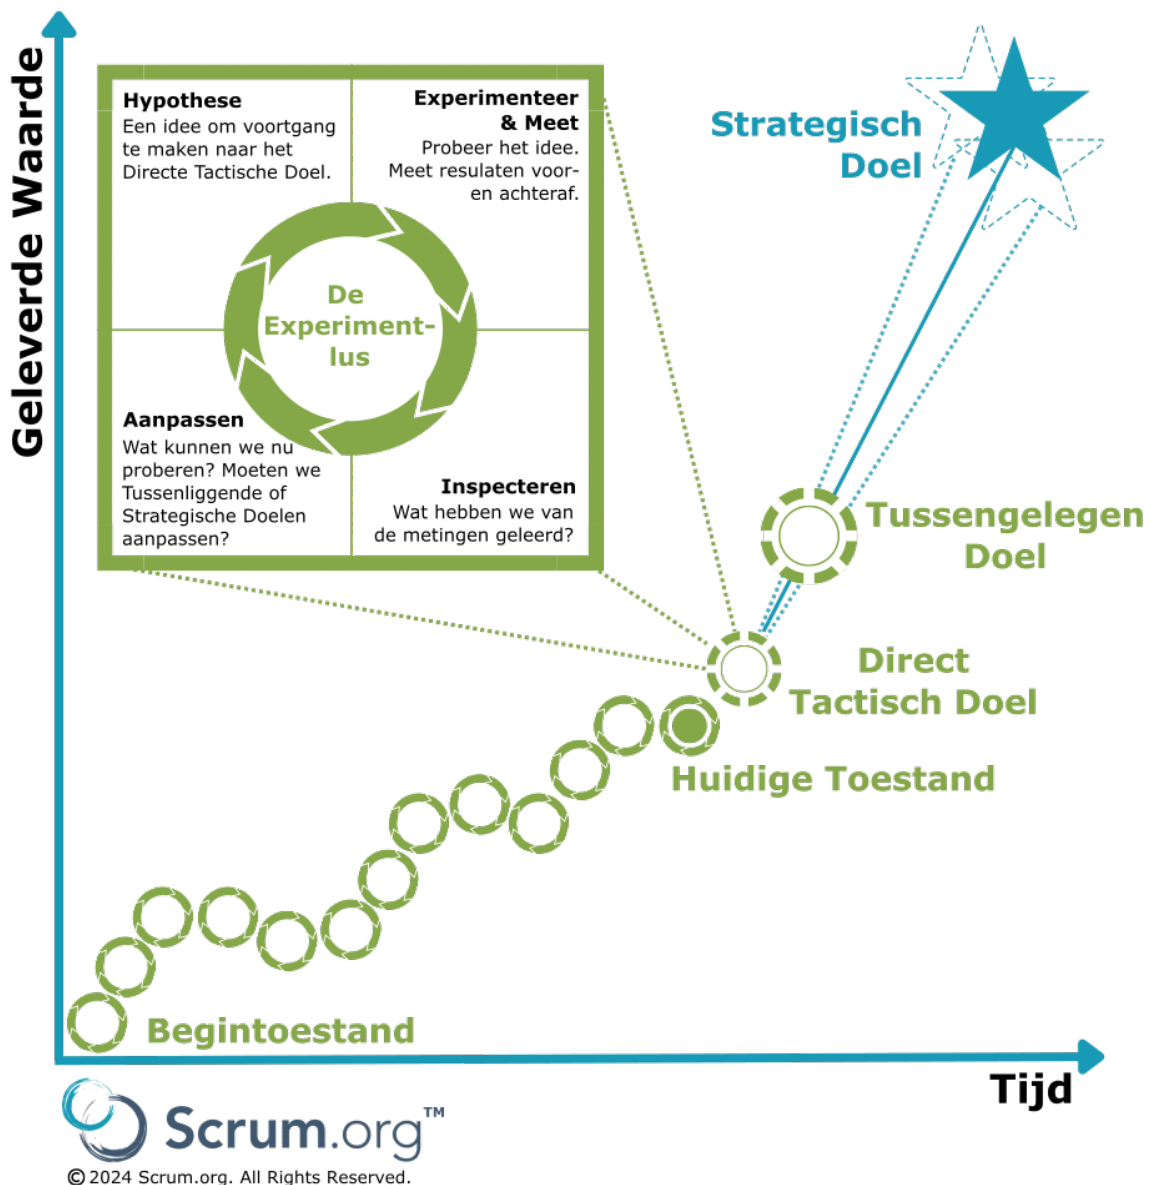 Geleverde Waarde
Hypothese
Een idee om voortgang
te maken naar het
Directe Tactische Doel.
Experimenteer
& Meet
Probeer het idee.
Meet resulaten voor-
en achteraf.
De
Experiment-
lus
Aanpassen
Wat kunnen we nu
proberen? Moeten we
Tussenliggende of
Strategische Doelen
aanpassen?
Inspecteren
Wat hebben we van
de metingen geleerd?
Strategisch
Doel
Tussengelegen
Doel
Direct
Tactisch Doel
Huidige Toestand
Begintoestand
Tijd
Scrum.org™
© 2024 Scrum.org. All Rights Reserved.